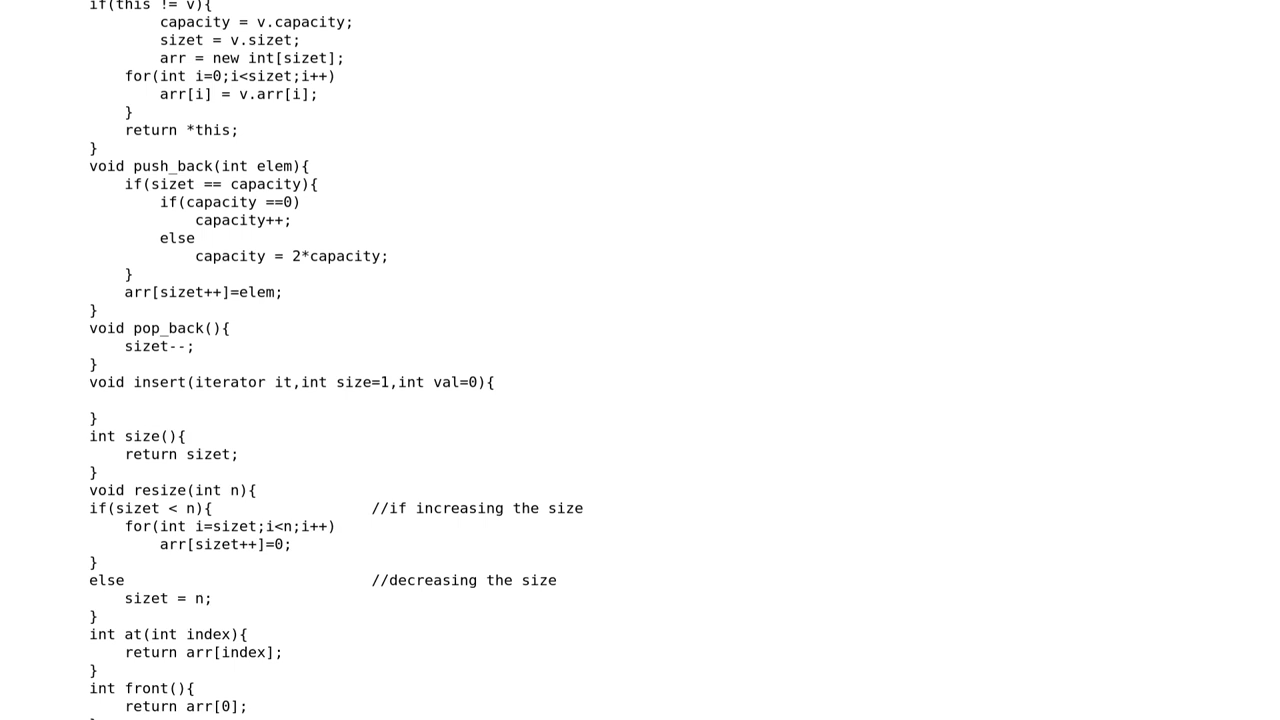 if(this != v){
        capacity = v.capacity;
        sizet = v.sizet;
        arr = new int[sizet];
    for(int i=0;i<sizet;i++)
        arr[i] = v.arr[i];
    }
    return *this;
}
void push_back(int elem){
    if(sizet == capacity){
        if(capacity ==0)
            capacity++;
        else
            capacity = 2*capacity;
    }
    arr[sizet++]=elem;
}
void pop_back(){
    sizet--;
}
void insert(iterator it,int size=1,int val=0){

}
int size(){
    return sizet;
}
void resize(int n){
if(sizet < n){                  //if increasing the size
    for(int i=sizet;i<n;i++)
        arr[sizet++]=0;
}
else                            //decreasing the size
    sizet = n;
}
int at(int index){
    return arr[index];
}
int front(){
    return arr[0];